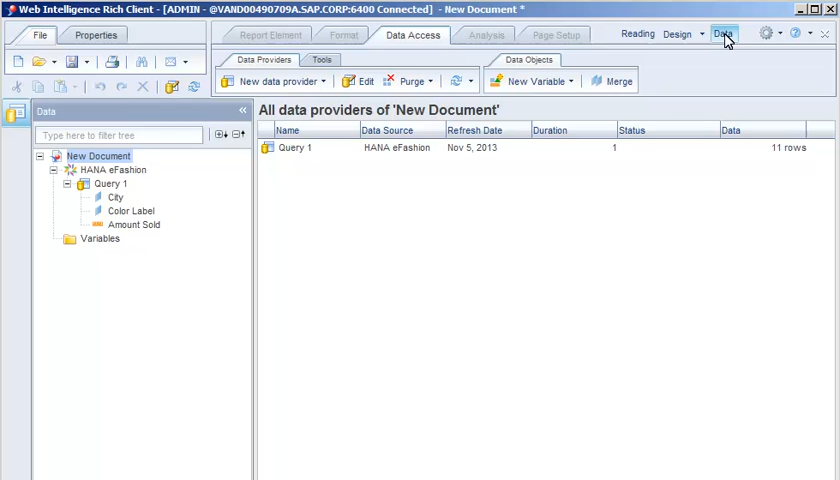 Web Intelligence Rich Client - [ADMIN - @VAND00490709A.SAP.CORP:6400 Connected] - New Document *
File Properties Report Element Format Data Access Analysis Page Setup Reading Design Data
Data Providers Tools Data Objects
New data provider Edit Purge New Variable Merge
Data
All data providers of 'New Document'
Type here to filter tree
Name Data Source Refresh Date Duration Status Data
Query 1 HANA eFashion Nov 5, 2013 1 11 rows
New Document
HANA eFashion
Query 1
City
Color Label
Amount Sold
Variables